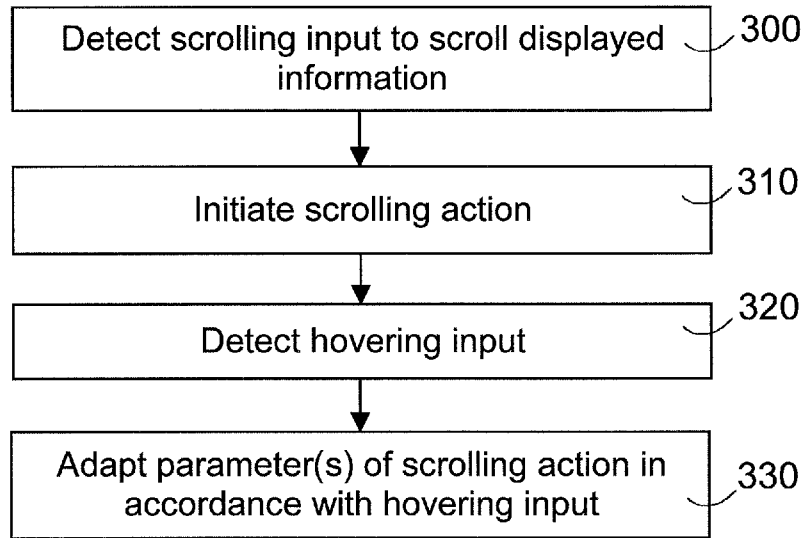 Detect scrolling input to scroll displayed
information
300
Initiate scrolling action
310
Detect hovering input
320
Adapt parameter(s) of scrolling action in
accordance with hovering input
330